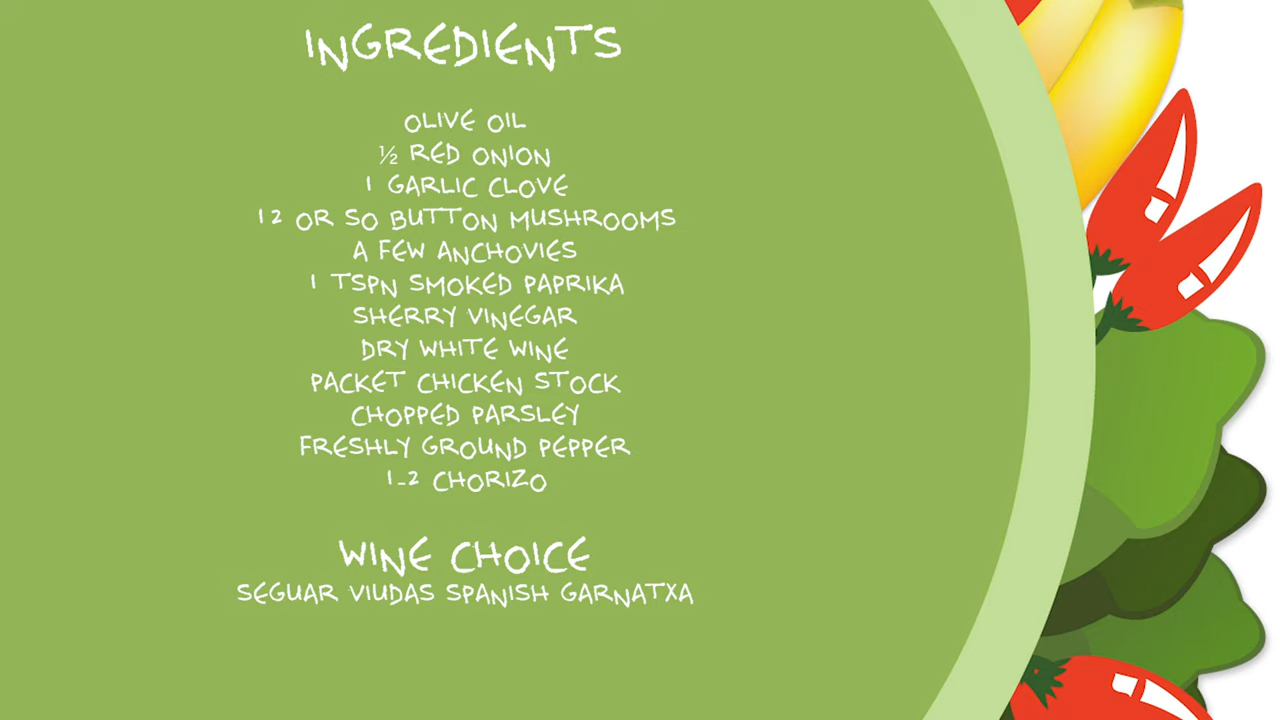 INGREDIENTS
OLIVE OIL
½ RED ONION
1 GARLIC CLOVE
12 OR SO BUTTON MUSHROOMS
A FEW ANCHOVIES
1 TSPN SMOKED PAPRIKA
SHERRY VINEGAR
DRY WHITE WINE
PACKET CHICKEN STOCK
CHOPPED PARSLEY
FRESHLY GROUND PEPPER
1-2 CHORIZO
WINE CHOICE
SEGUAR VIUDAS SPANISH GARNATXA